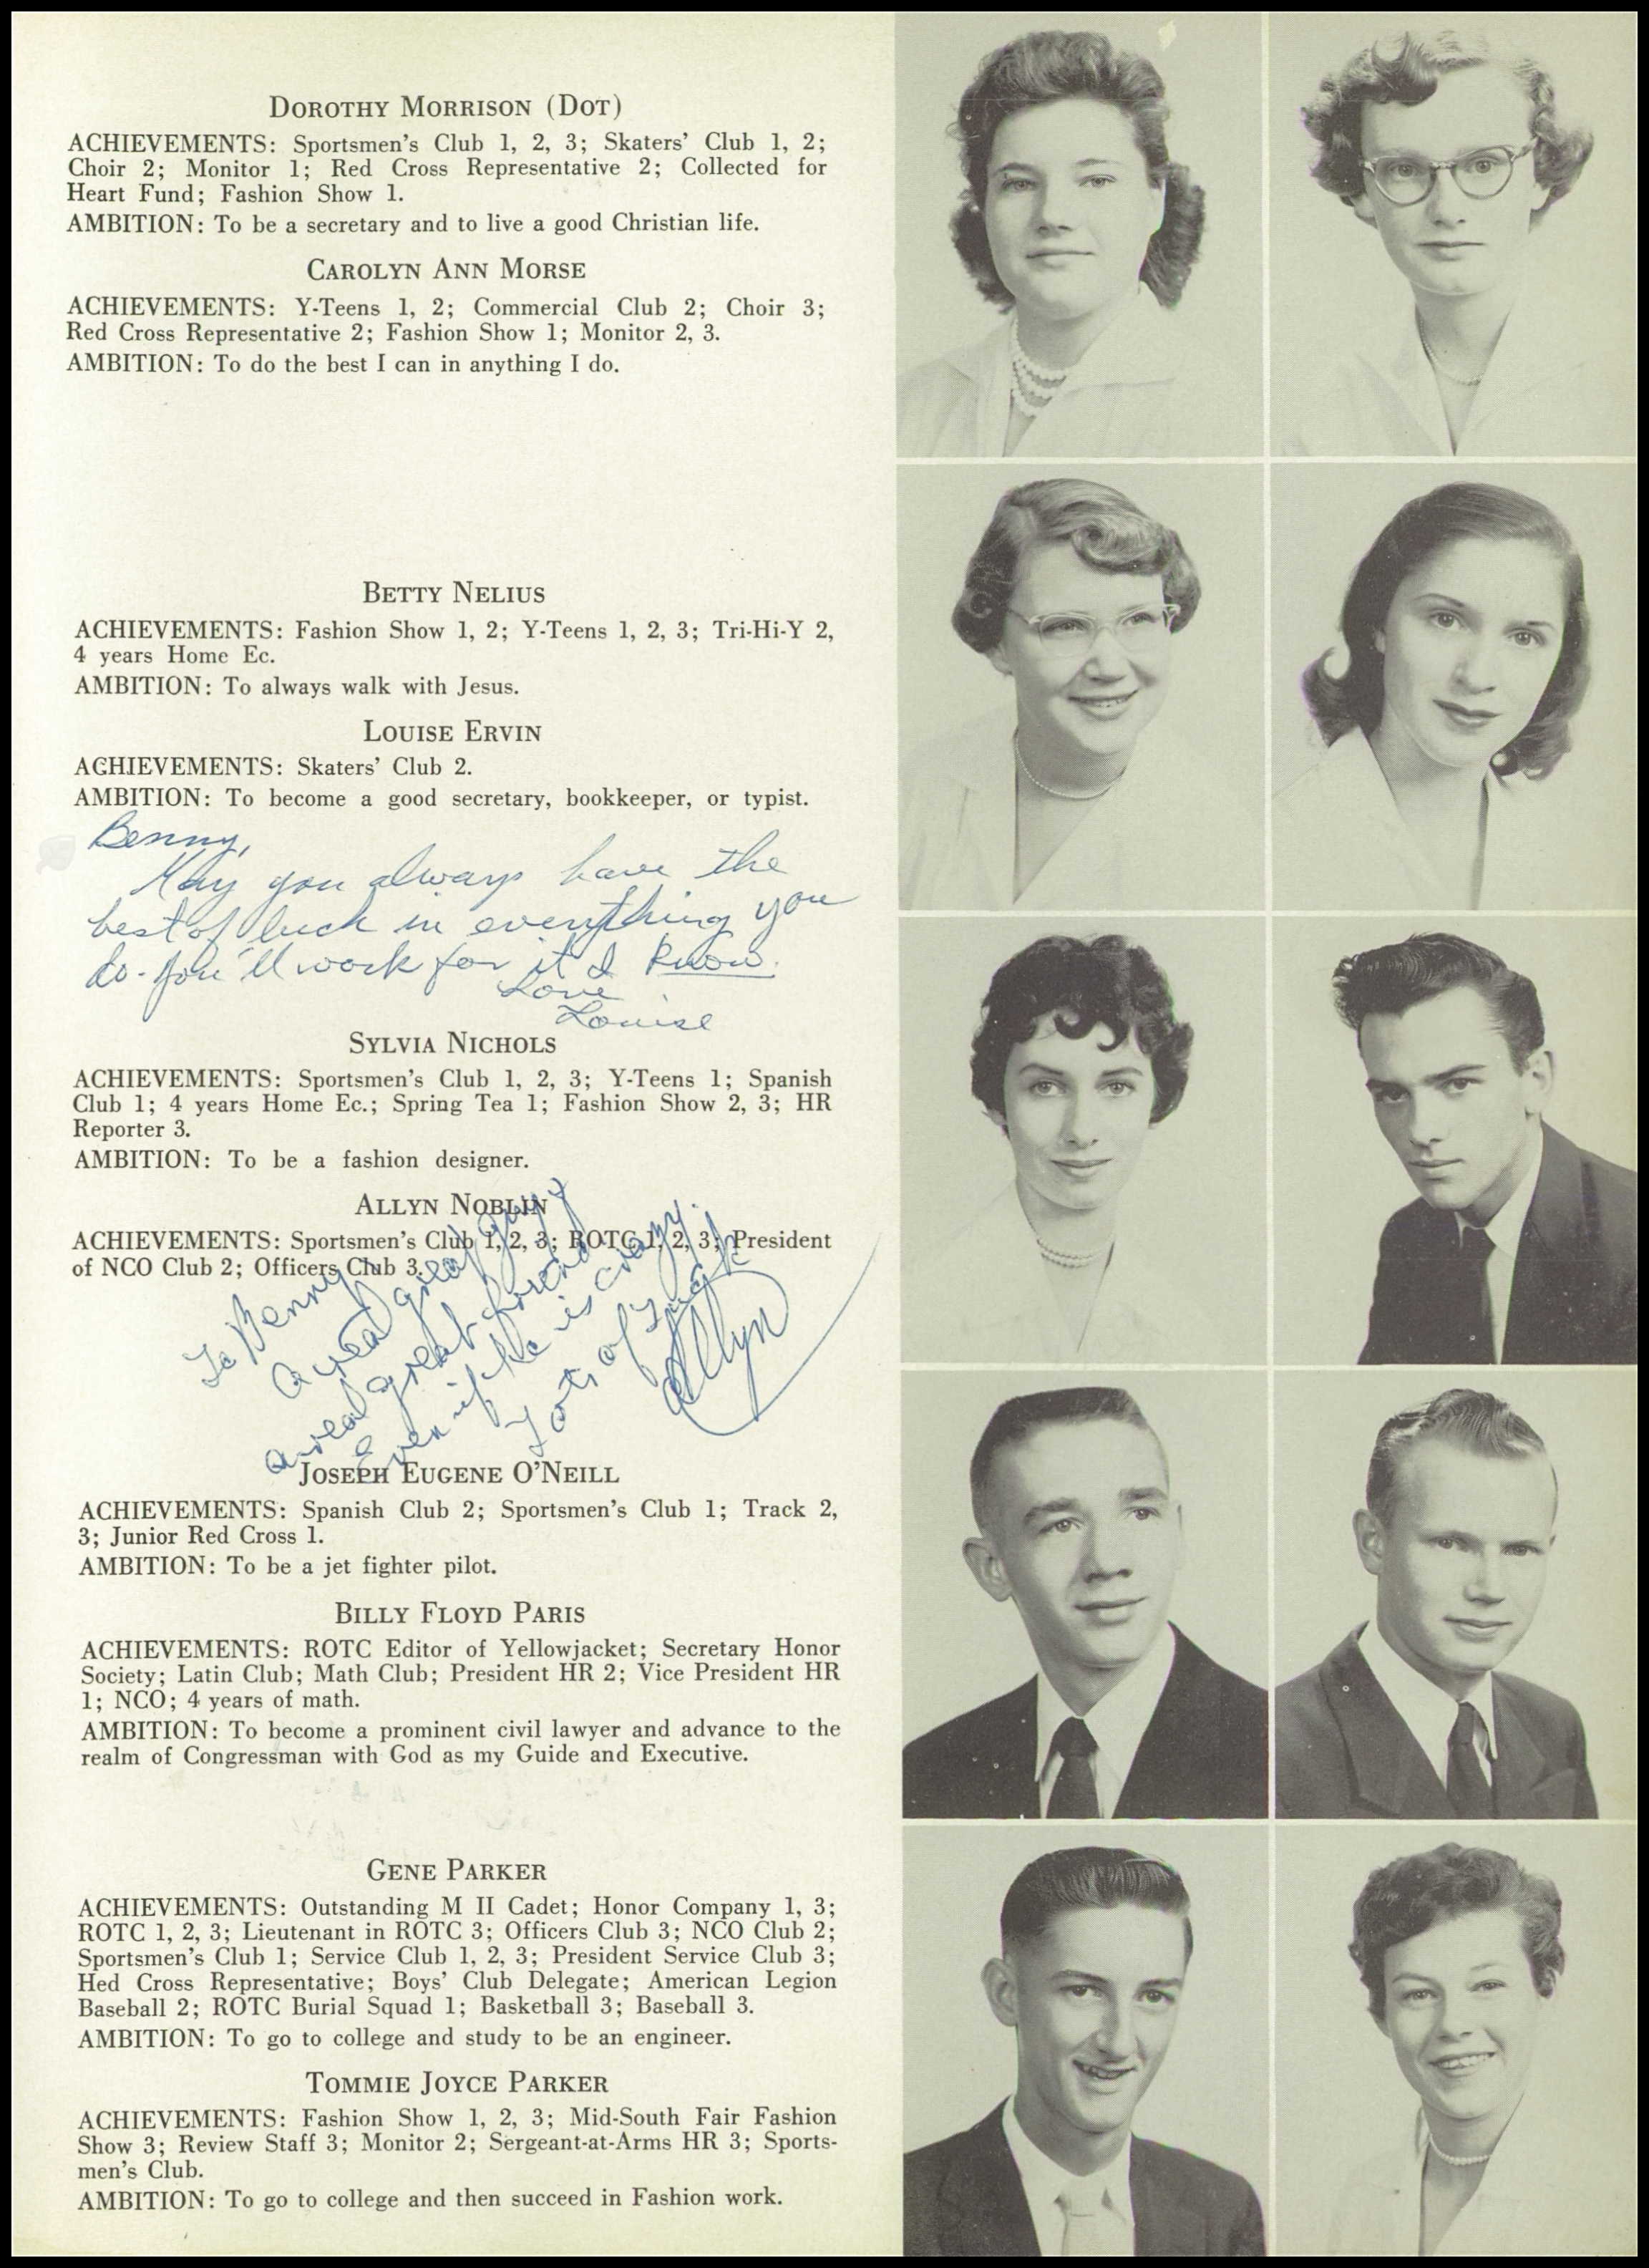 DOROTHY MORRISON (DOT)
ACHIEVEMENTS: Sportsmen's Club 1, 2, 3; Skaters' Club 1, 2;
Choir 2; Monitor 1; Red Cross Representative 2; Collected for
Heart Fund; Fashion Show 1.
AMBITION: To be a secretary and to live a good Christian life.
CAROLYN ANN MORSE
ACHIEVEMENTS: Y-Teens 1, 2; Commercial Club 2; Choir 3;
Red Cross Representative 2; Fashion Show 1; Monitor 2, 3.
AMBITION: To do the best I can in anything I do.
BETTY NELIUS
ACHIEVEMENTS: Fashion Show 1, 2; Y-Teens 1, 2, 3; Tri-Hi-Y 2,
4 years Home Ec.
AMBITION: To always walk with Jesus.
LOUISE ERVIN
ACHIEVEMENTS: Skaters' Club 2.
AMBITION: To become a good secretary, bookkeeper, or typist.
Benny,
May you always have the
best of luck in everything you
do. You'll work for it I know.
Love
Louise
SYLVIA NICHOLS
ACHIEVEMENTS: Sportsmen's Club 1, 2, 3; Y-Teens 1; Spanish
Club 1; 4 years Home Ec.; Spring Tea 1; Fashion Show 2, 3; HR
Reporter 3.
AMBITION: To be a fashion designer.
ALLYN NOBLIN
ACHIEVEMENTS: Sportsmen's Club 1, 2, 3; ROTC 1, 2, 3; President
of NCO Club 2; Officers Club 3.
To Benny
a real great guy &
a real great friend
Even if he is crazy.
Lots of luck
Allyn
JOSEPH EUGENE O'NEILL
ACHIEVEMENTS: Spanish Club 2; Sportsmen's Club 1; Track 2,
3; Junior Red Cross 1.
AMBITION: To be a jet fighter pilot.
BILLY FLOYD PARIS
ACHIEVEMENTS: ROTC Editor of Yellowjacket; Secretary Honor
Society; Latin Club; Math Club; President HR 2; Vice President HR
1; NCO; 4 years of math.
AMBITION: To become a prominent civil lawyer and advance to the
realm of Congressman with God as my Guide and Executive.
GENE PARKER
ACHIEVEMENTS: Outstanding M II Cadet; Honor Company 1, 3;
ROTC 1, 2, 3; Lieutenant in ROTC 3; Officers Club 3; NCO Club 2;
Sportsmen's Club 1; Service Club 1, 2, 3; President Service Club 3;
Hed Cross Representative; Boys' Club Delegate; American Legion
Baseball 2; ROTC Burial Squad 1; Basketball 3; Baseball 3.
AMBITION: To go to college and study to be an engineer.
TOMMIE JOYCE PARKER
ACHIEVEMENTS: Fashion Show 1, 2, 3; Mid-South Fair Fashion
Show 3; Review Staff 3; Monitor 2; Sergeant-at-Arms HR 3; Sports-
men's Club.
AMBITION: To go to college and then succeed in Fashion work.